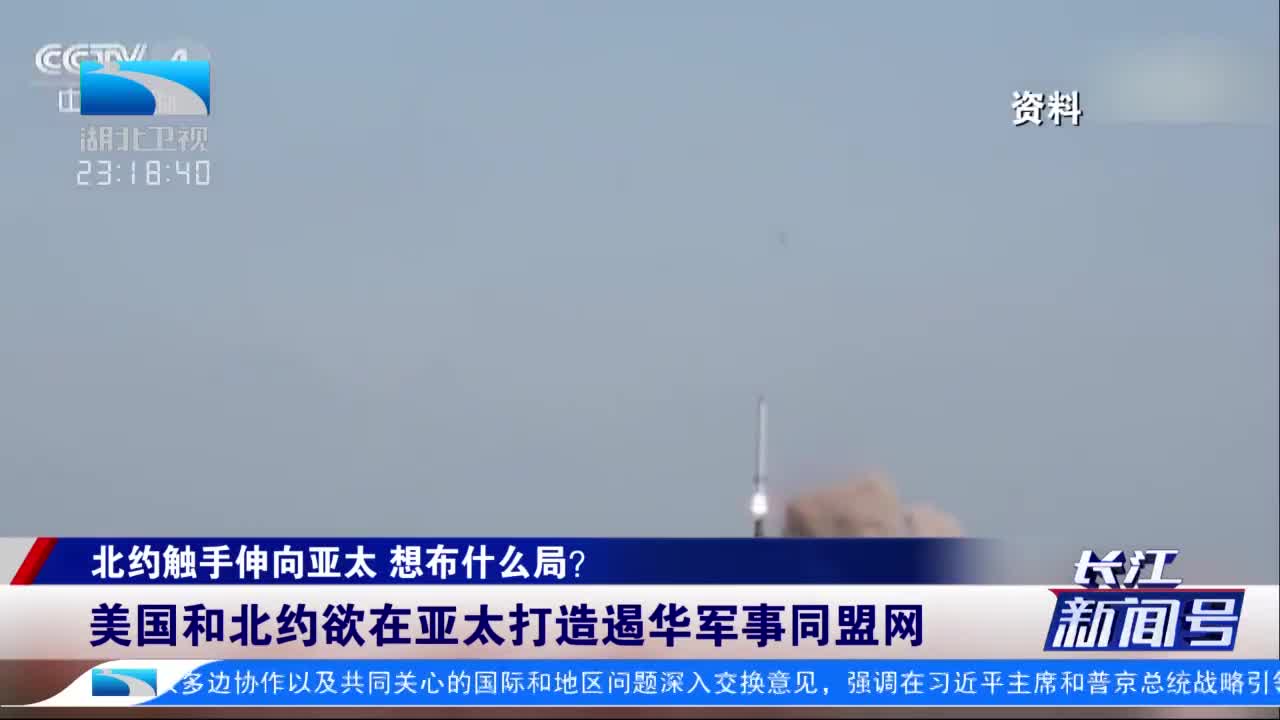 CCTV 4
中
湖北卫视
23:18:40
资料
北约触手伸向亚太 想布什么局?
美国和北约欲在亚太打造遏华军事同盟网
长江
新闻号
多边协作以及共同关心的国际和地区问题深入交换意见，强调在习近平主席和普京总统战略引